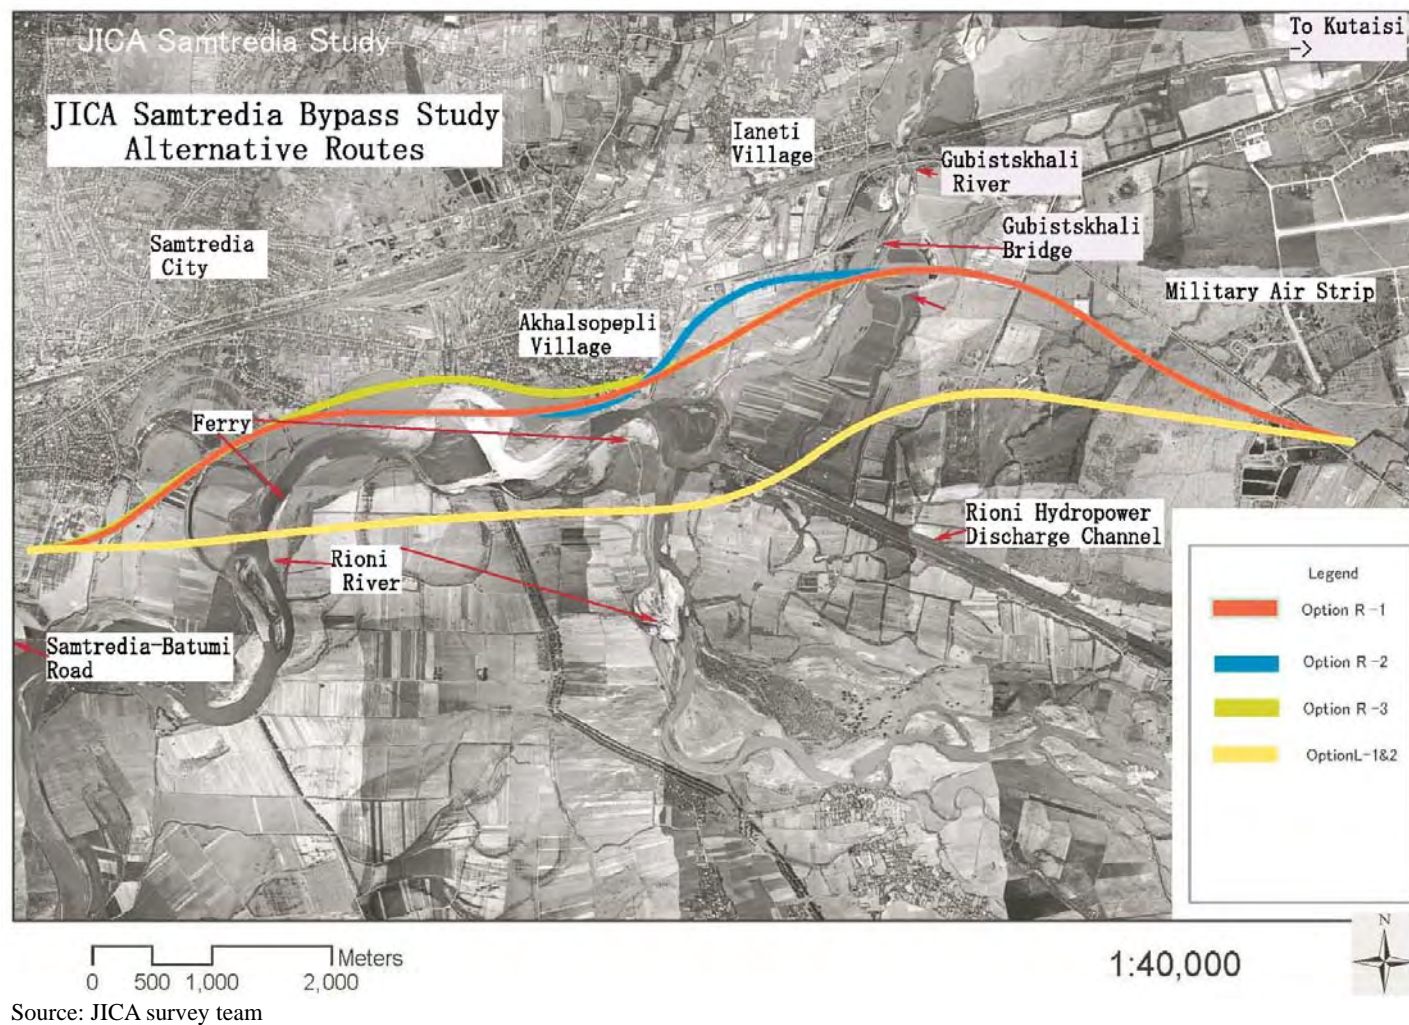 JICA Samtredia Study
To Kutaisi
->
JICA Samtredia Bypass Study
Alternative Routes
Ianeti
Village
Gubistskhali
River
Samtredia
City
Gubistskhali
Bridge
Military Air Strip
Akhalsopepli
Village
Ferry
Rioni Hydropower
Discharge Channel
Rioni
River
Samtredia-Batumi
Road
Legend
Option R-1
Option R-2
Option R-3
OptionL-1&2
N
Meters
0 500 1,000 2,000
1:40,000
Source: JICA survey team